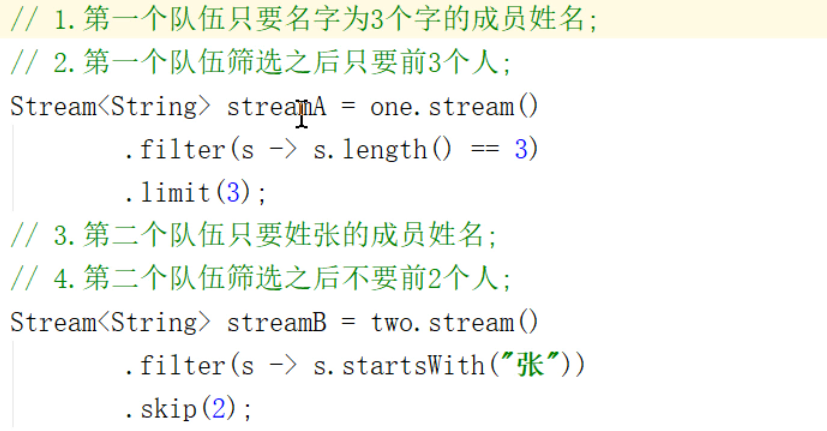 // 1.第一个队伍只要名字为3个字的成员姓名;
// 2.第一个队伍筛选之后只要前3个人;
Stream<String> streamA = one.stream()
.filter(s -> s.length() == 3)
.limit(3);
// 3.第二个队伍只要姓张的成员姓名;
// 4.第二个队伍筛选之后不要前2个人;
Stream<String> streamB = two.stream()
.filter(s -> s.startsWith("张"))
.skip(2);